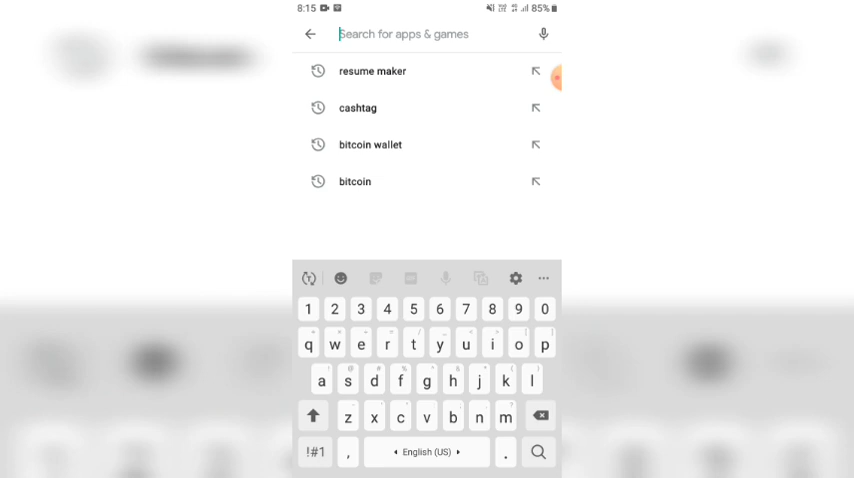 8:15 85%
Search for apps & games
resume maker
cashtag
bitcoin wallet
bitcoin
1 2 3 4 5 6 7 8 9 0
q w e r t y u i o p
a s d f g h j k l
z x c v b n m
!#1 , English (US) .